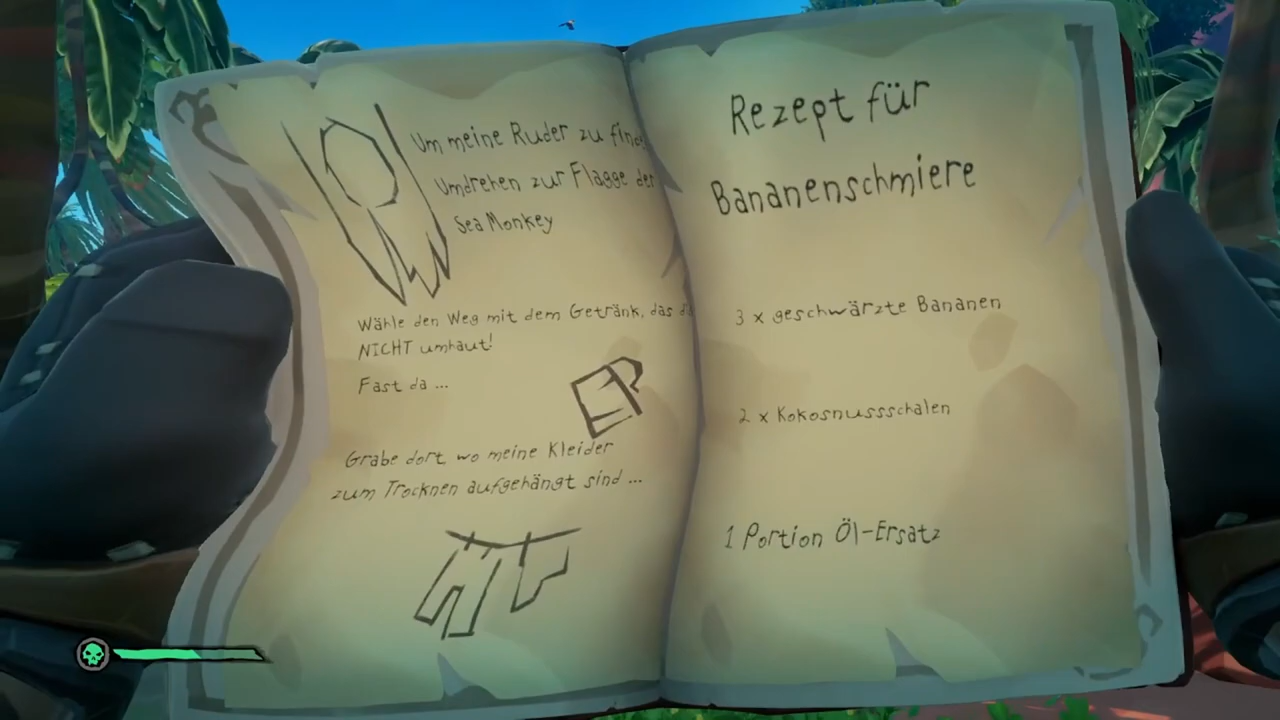 Um meine Ruder zu find
Umdrehen zur Flagge der
Sea Monkey
Wähle den Weg mit dem Getränk, das
NICHT umhaut!
Fast da ...
Grabe dort, wo meine Kleider
zum Trocknen aufgehängt sind ...
Rezept für
Bananenschmiere
3 x geschwärzte Bananen
2 x Kokosnussschalen
1 Portion Öl-Ersatz